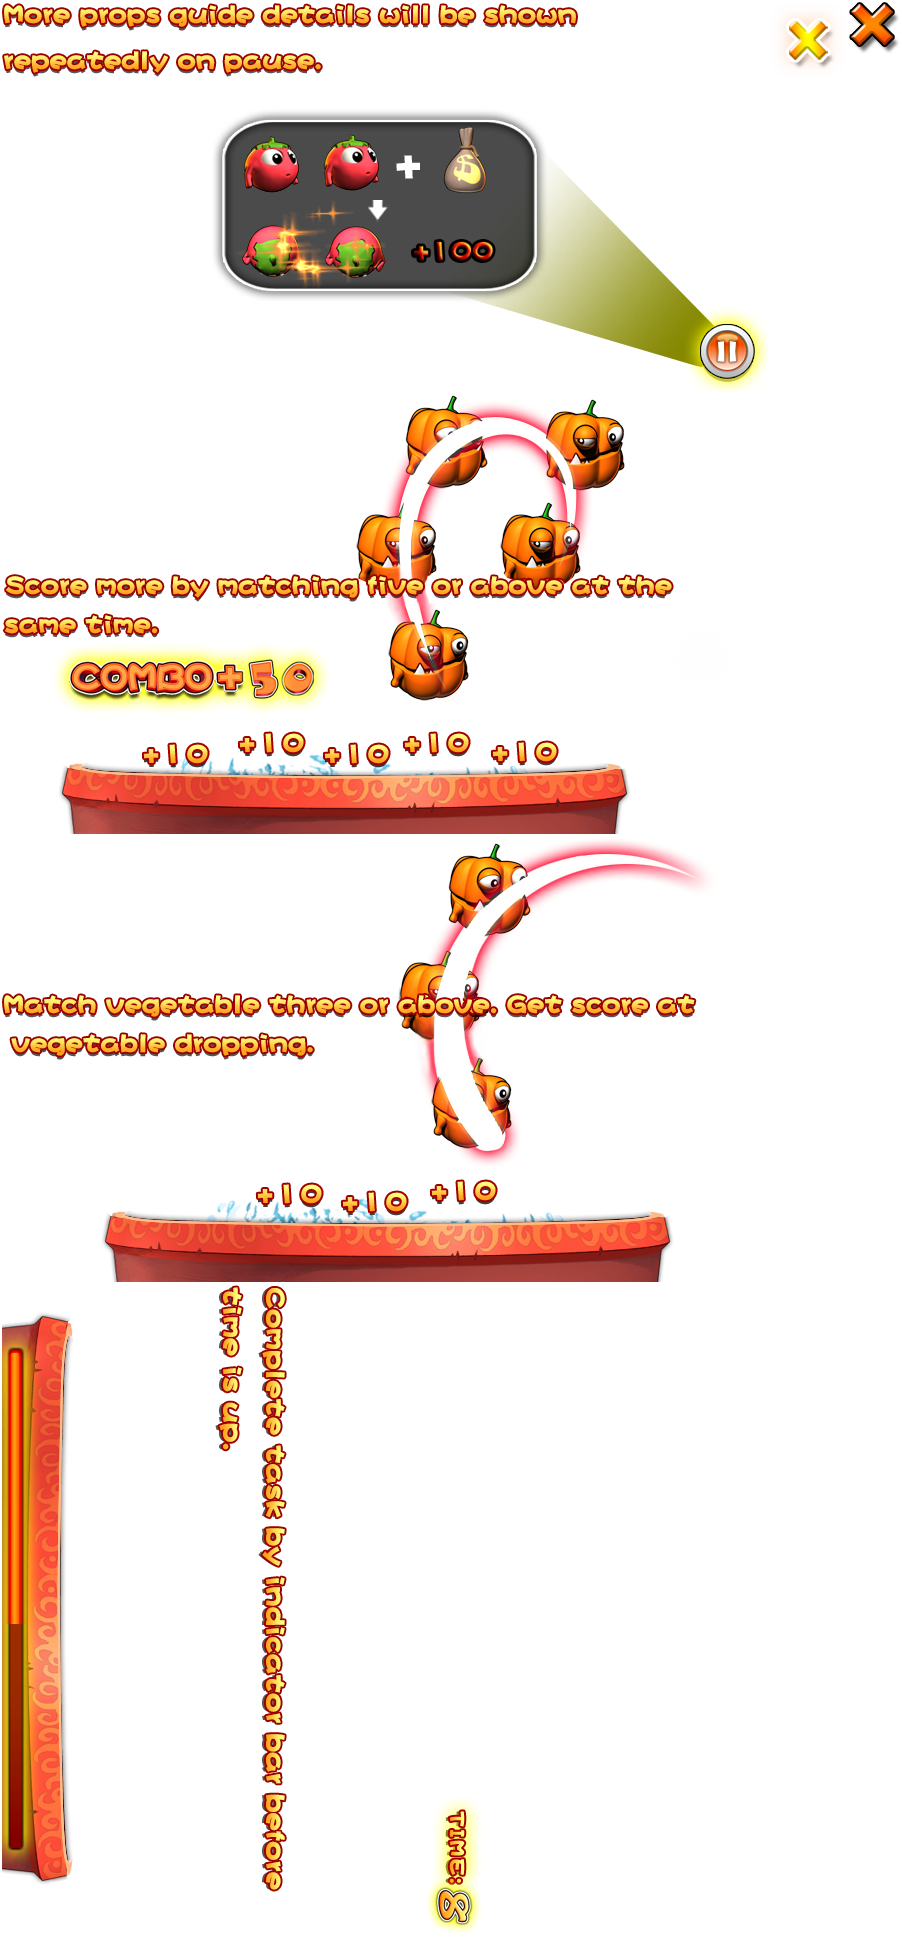 More props guide details will be shown
repeatedly on pause.
+
+100
Score more by matching five or above at the
same time.
COMBO+50
+10 +10 +10 +10 +10
Match vegetable three or above. Get score at
vegetable dropping.
+10 +10 +10
Complete task by indicator bar before
time is up.
TIME: 8